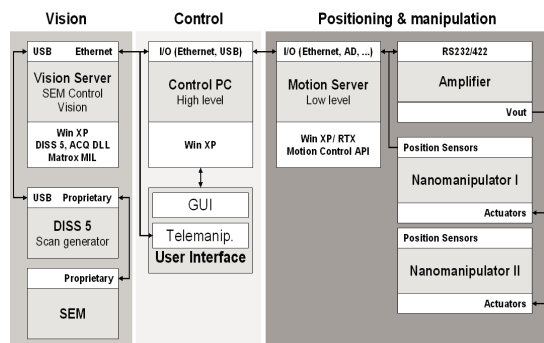 Vision
USB Ethernet
Vision Server
SEM Control
Vision
Win XP
DISS 5, ACQ DLL
Matrox MIL
USB Proprietary
DISS 5
Scan generator
Proprietary
SEM
Control
I/O (Ethernet, USB)
Control PC
High level
Win XP
GUI
Telemanip.
User Interface
Positioning & manipulation
I/O (Ethernet, AD, ...)
Motion Server
Low level
Win XP/ RTX
Motion Control API
RS232/422
Amplifier
Vout
Position Sensors
Nanomanipulator I
Actuators
Position Sensors
Nanomanipulator II
Actuators